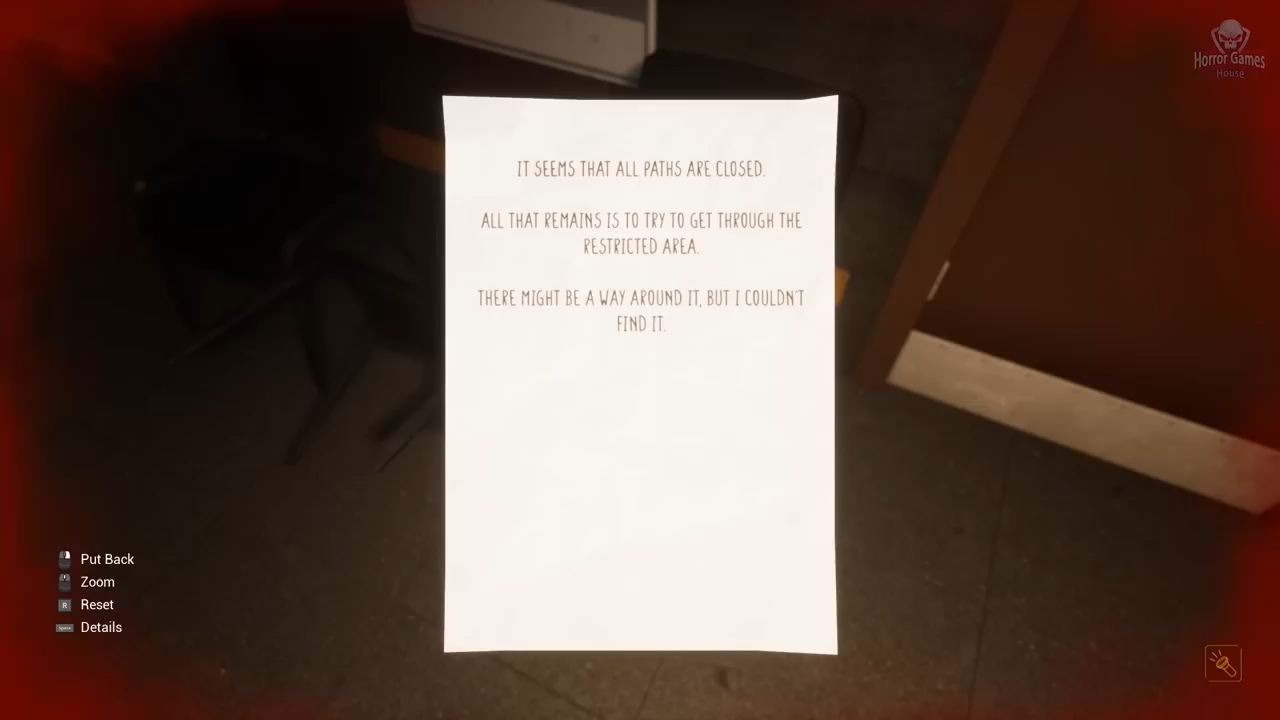 Horror Games
House
IT SEEMS THAT ALL PATHS ARE CLOSED.
ALL THAT REMAINS IS TO TRY TO GET THROUGH THE
RESTRICTED AREA.
THERE MIGHT BE A WAY AROUND IT, BUT I COULDN'T
FIND IT.
Put Back
Zoom
R Reset
Space Details